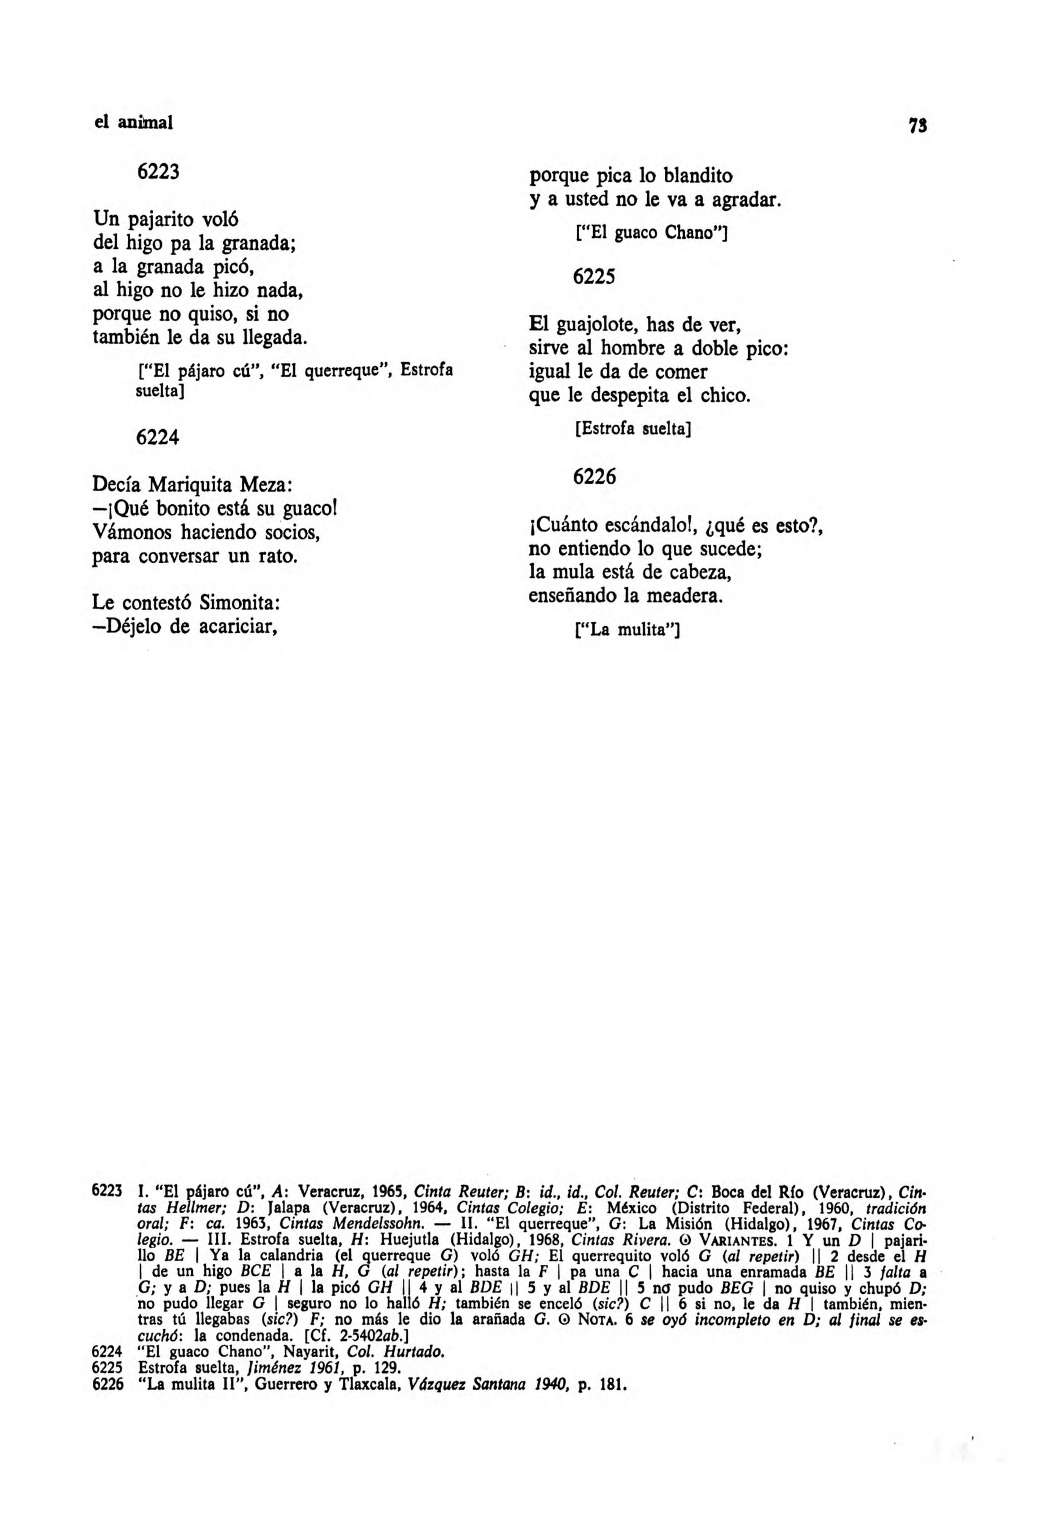 el animal
73
6223
Un pajarito voló
del higo pa la granada;
a la granada picó,
al higo no le hizo nada,
porque no quiso, si no
también le da su llegada.
["El pájaro cú", "El querreque", Estrofa
suelta]
6224
Decía Mariquita Meza:
—¡Qué bonito está su guaco!
Vámonos haciendo socios,
para conversar un rato.
Le contestó Simonita:
—Déjelo de acariciar,
porque pica lo blandito
y a usted no le va a agradar.
["El guaco Chano"]
6225
El guajolote, has de ver,
sirve al hombre a doble pico:
igual le da de comer
que le despepita el chico.
[Estrofa suelta]
6226
¡Cuánto escándalo!, ¿qué es esto?,
no entiendo lo que sucede;
la mula está de cabeza,
enseñando la meadera.
["La mulita"]
6223 I. "El pájaro cú", A: Veracruz, 1965, Cinta Reuter; B: id., id., Col. Reuter; C: Boca del Río (Veracruz), Cin-
tas Hellmer; D: Jalapa (Veracruz), 1964, Cintas Colegio; E: México (Distrito Federal), 1960, tradición
oral; F: ca. 1963, Cintas Mendelssohn. — II. "El querreque", G: La Misión (Hidalgo), 1967, Cintas Co-
legio. — III. Estrofa suelta, H: Huejutla (Hidalgo), 1968, Cintas Rivera. ʘ VARIANTES. 1 Y un D | pajari-
llo BE | Ya la calandria (el querreque G) voló GH; El querrequito voló G (al repetir) || 2 desde el H
| de un higo BCE | a la H, G (al repetir); hasta la F | pa una C | hacia una enramada BE || 3 falta a
G; y a D; pues la H | la picó GH || 4 y al BDE || 5 y al BDE || 5 no pudo BEG | no quiso y chupó D;
no pudo llegar G | seguro no lo halló H; también se enceló (sic?) C || 6 si no, le da H | también, mien-
tras tú llegabas (sic?) F; no más le dio la arañada G. ʘ NOTA. 6 se oyó incompleto en D; al final se es-
cuchó: la condenada. [Cf. 2-5402ab.]
6224 "El guaco Chano", Nayarit, Col. Hurtado.
6225 Estrofa suelta, Jiménez 1961, p. 129.
6226 "La mulita II", Guerrero y Tlaxcala, Vázquez Santana 1940, p. 181.